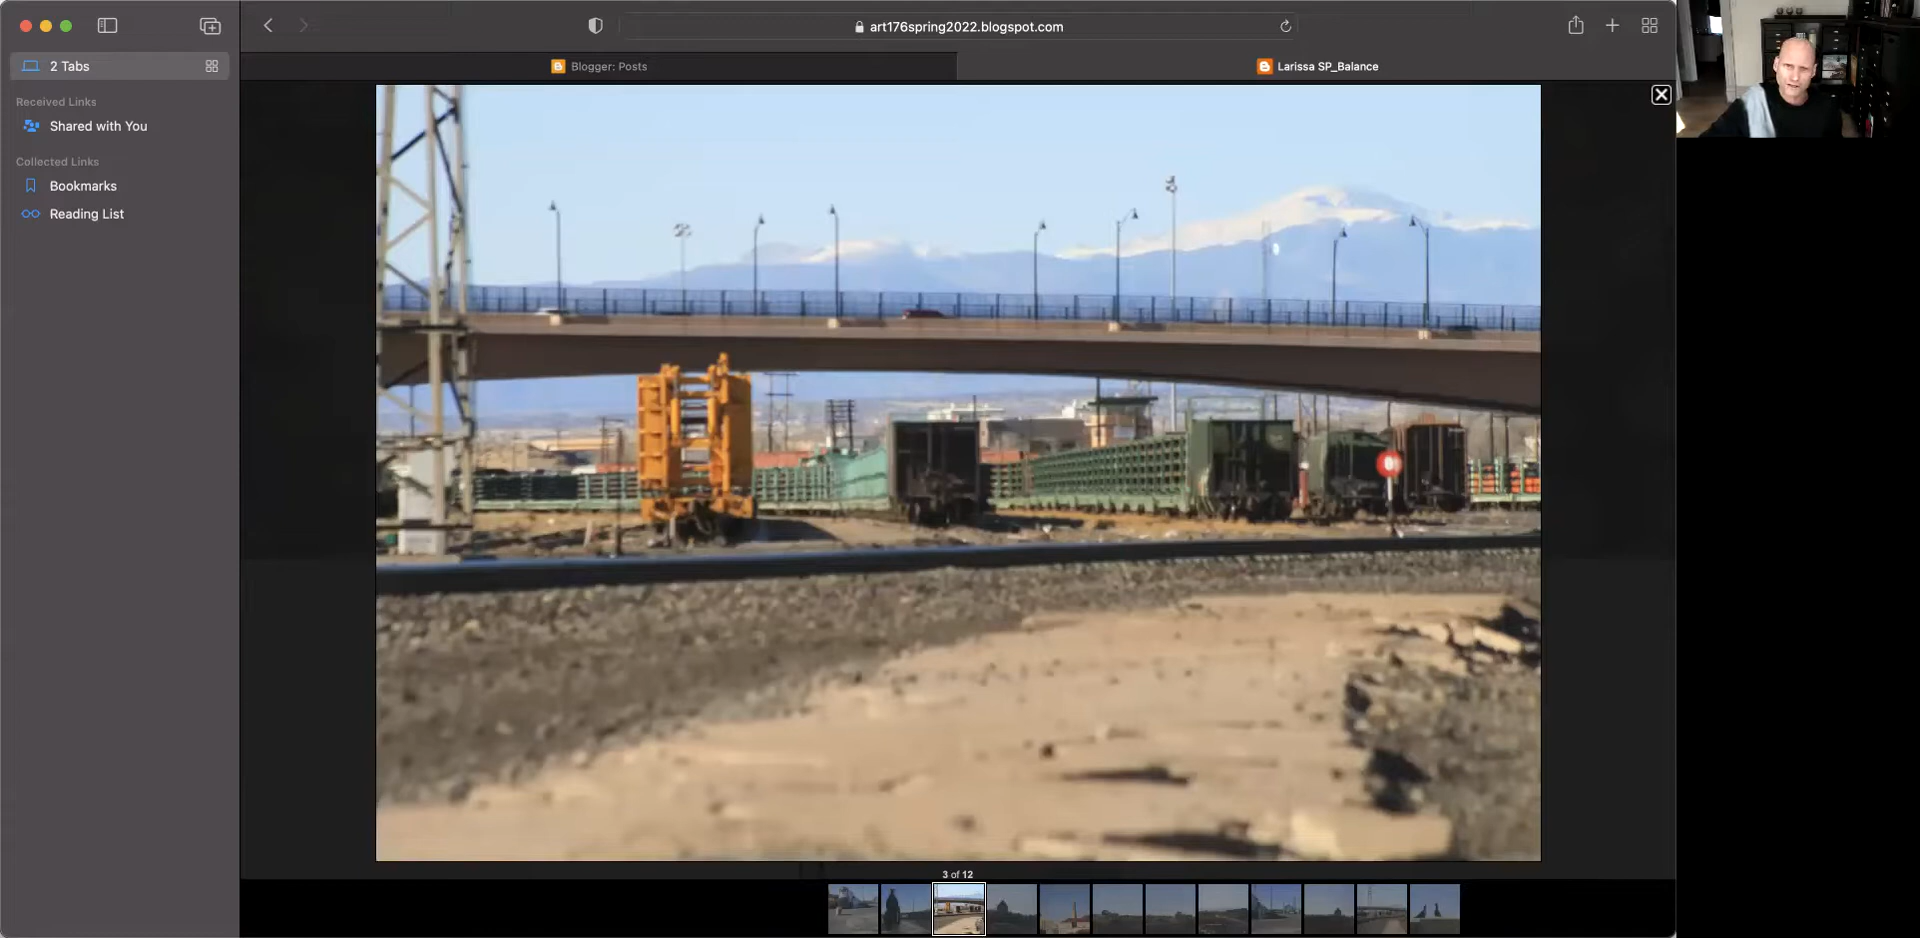 art176spring2022.blogspot.com
2 Tabs
Blogger: Posts
Larissa SP_Balance
Received Links
Shared with You
Collected Links
Bookmarks
Reading List
3 of 12